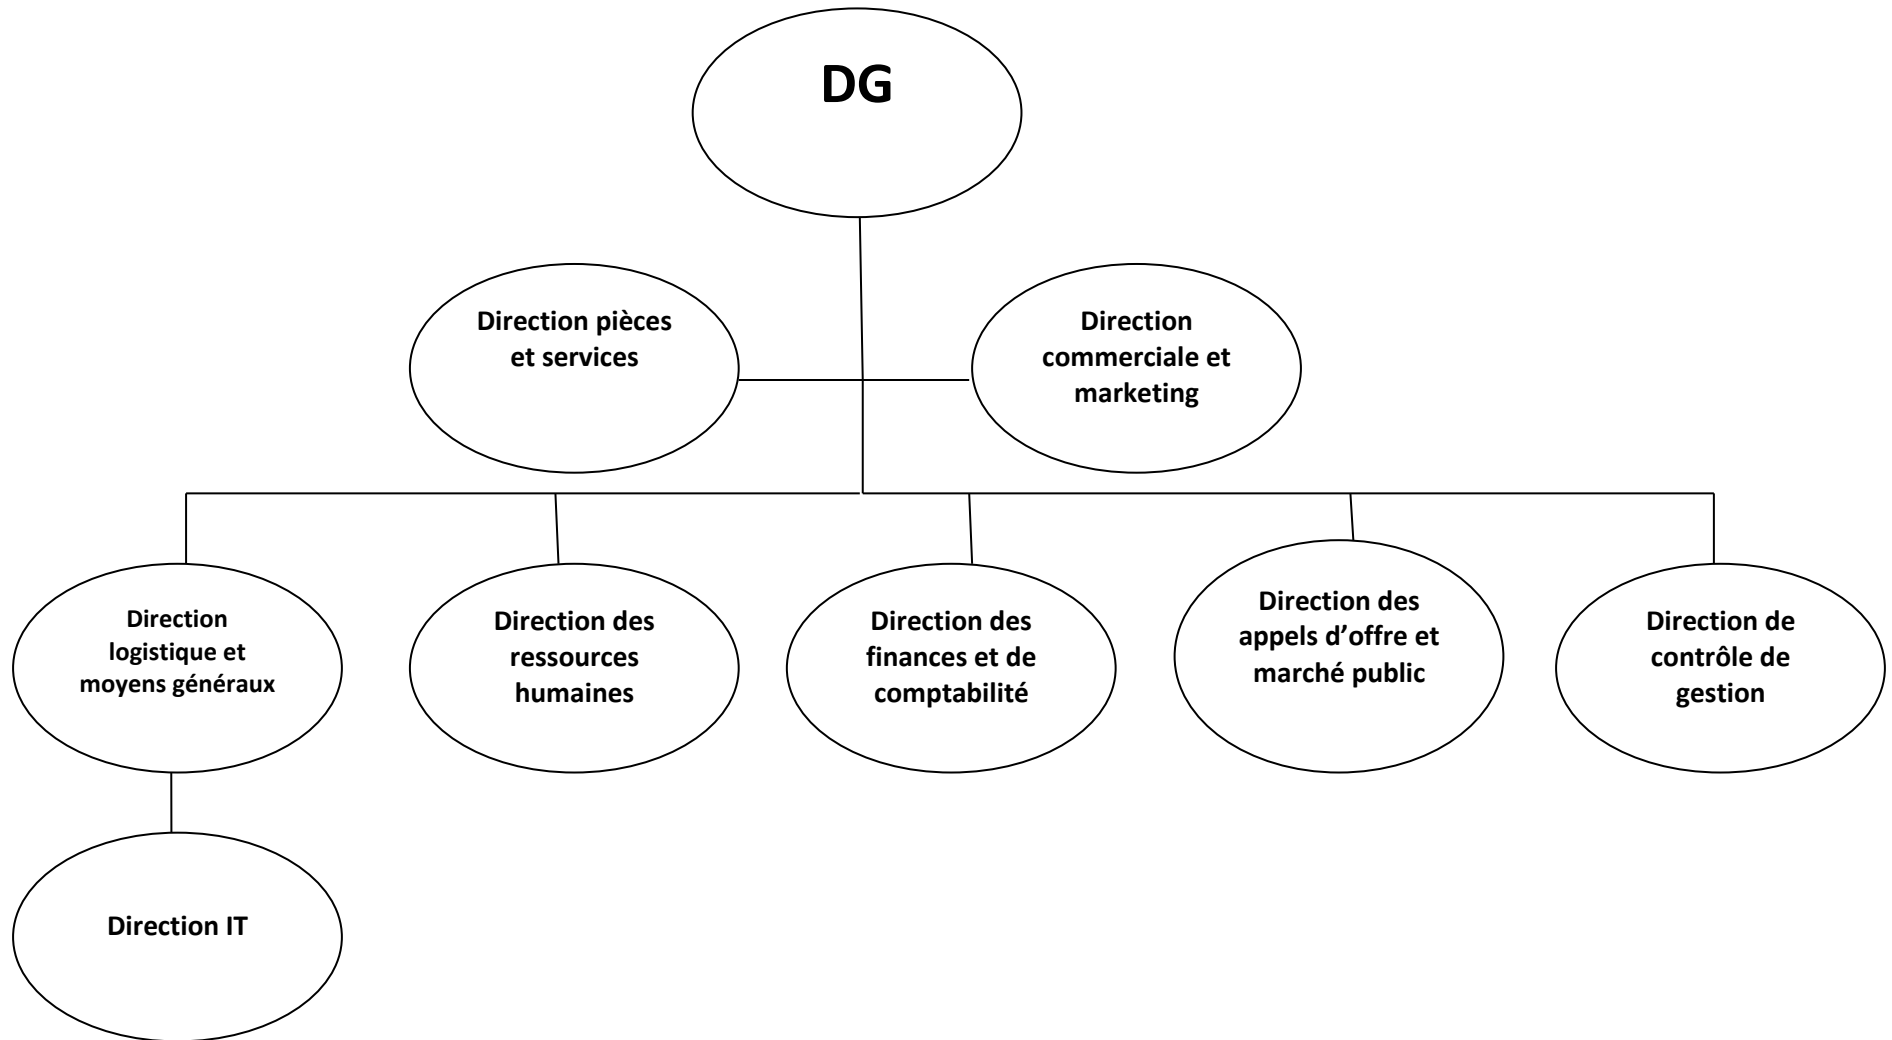 DG
Direction pièces
et services
Direction
commerciale et
marketing
Direction
logistique et
moyens généraux
Direction des
ressources
humaines
Direction des
finances et de
comptabilité
Direction des
appels d’offre et
marché public
Direction de
contrôle de
gestion
Direction IT